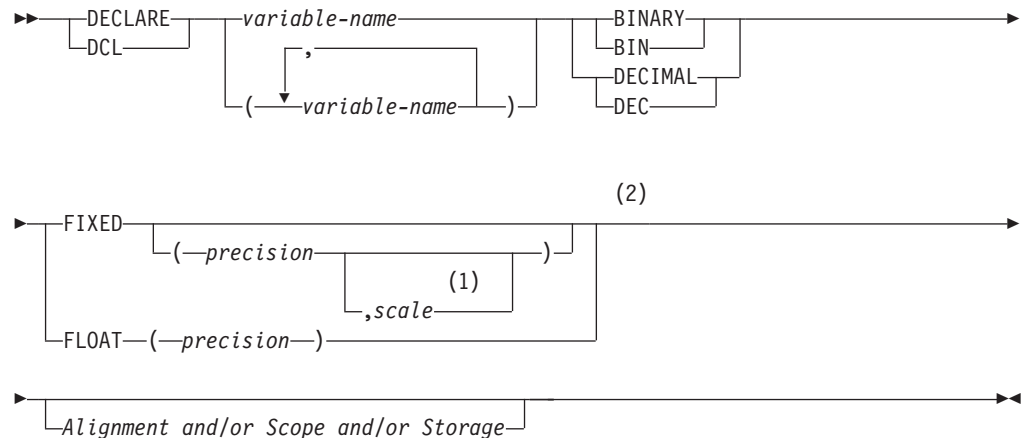 DECLARE variable-name BINARY
DCL , BIN
DECIMAL
( variable-name ) DEC
(2)
FIXED
( precision )
(1)
,scale
FLOAT ( precision )
Alignment and/or Scope and/or Storage